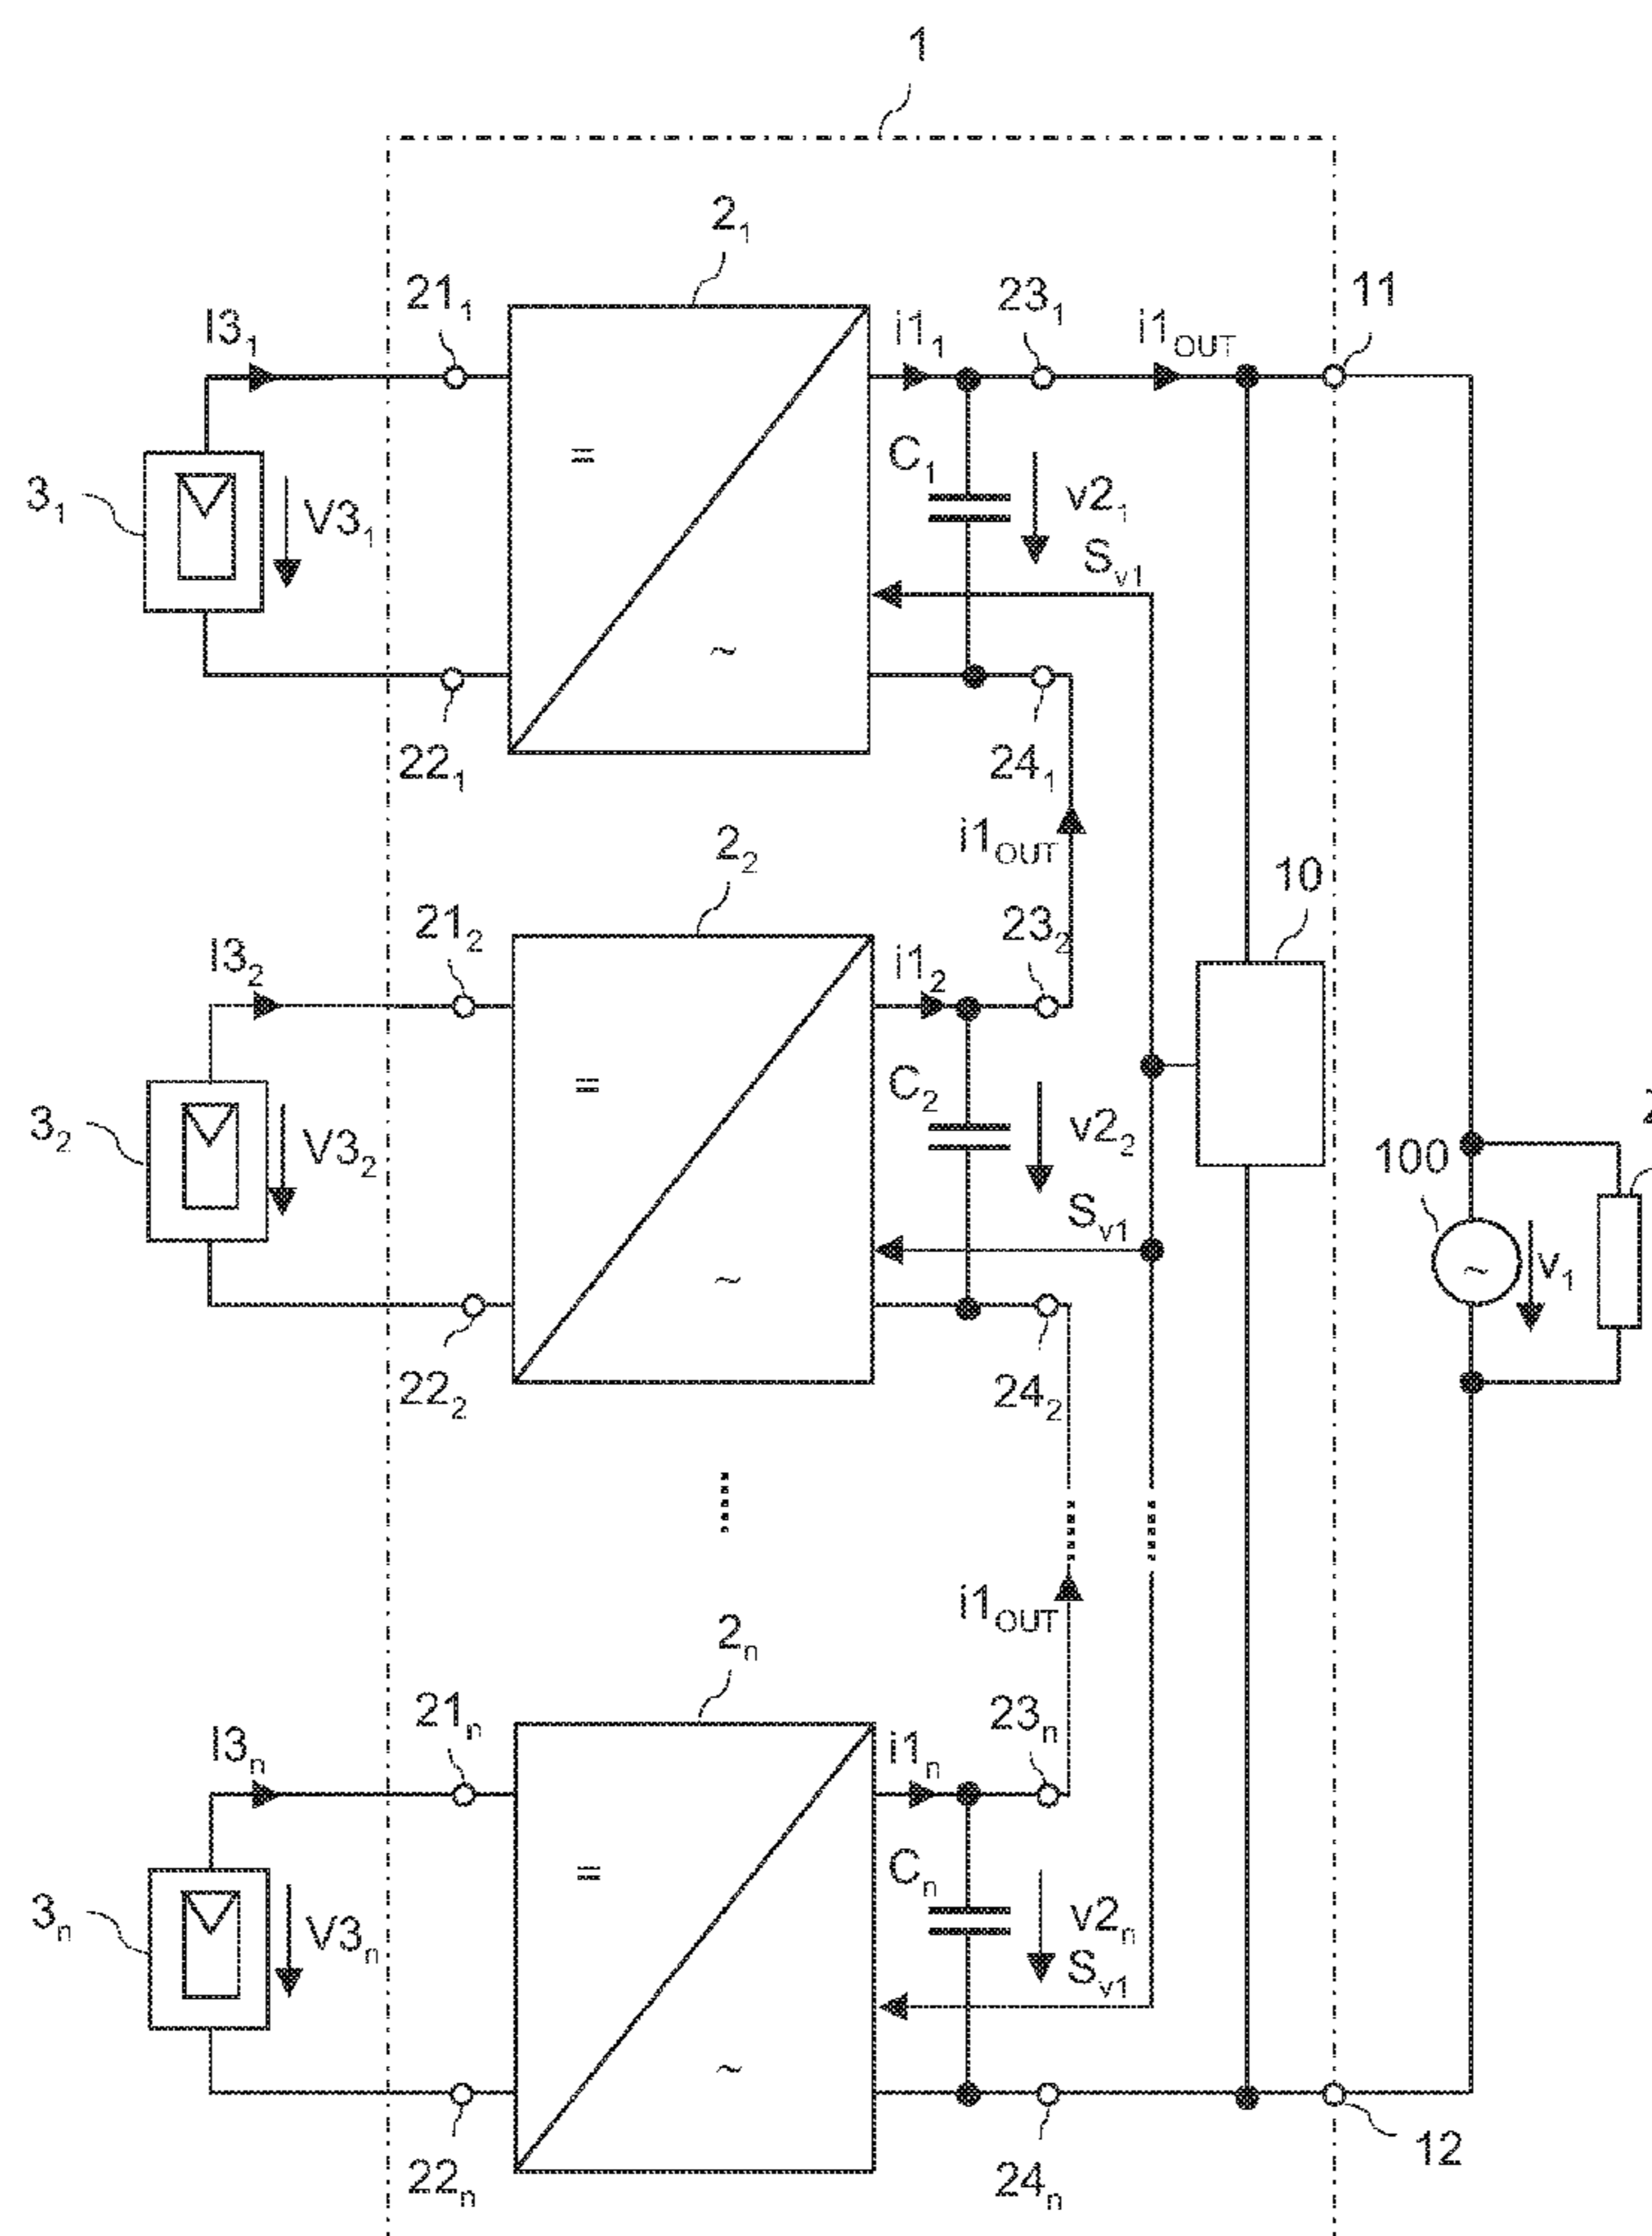 1
2₁
I3₁
21₁
i1₁
23₁
i1OUT
11
3₁
V3₁
=
C₁
v2₁
Sv1
~
22₁
24₁
i1OUT
2₂
10
I3₂
21₂
i1₂
23₂
3₂
V3₂
=
C₂
v2₂
100
Sv1
~
v₁
22₂
24₂
i1OUT
2ₙ
I3ₙ
21ₙ
i1ₙ
23ₙ
3ₙ
V3ₙ
=
Cₙ
v2ₙ
Sv1
~
12
22ₙ
24ₙ